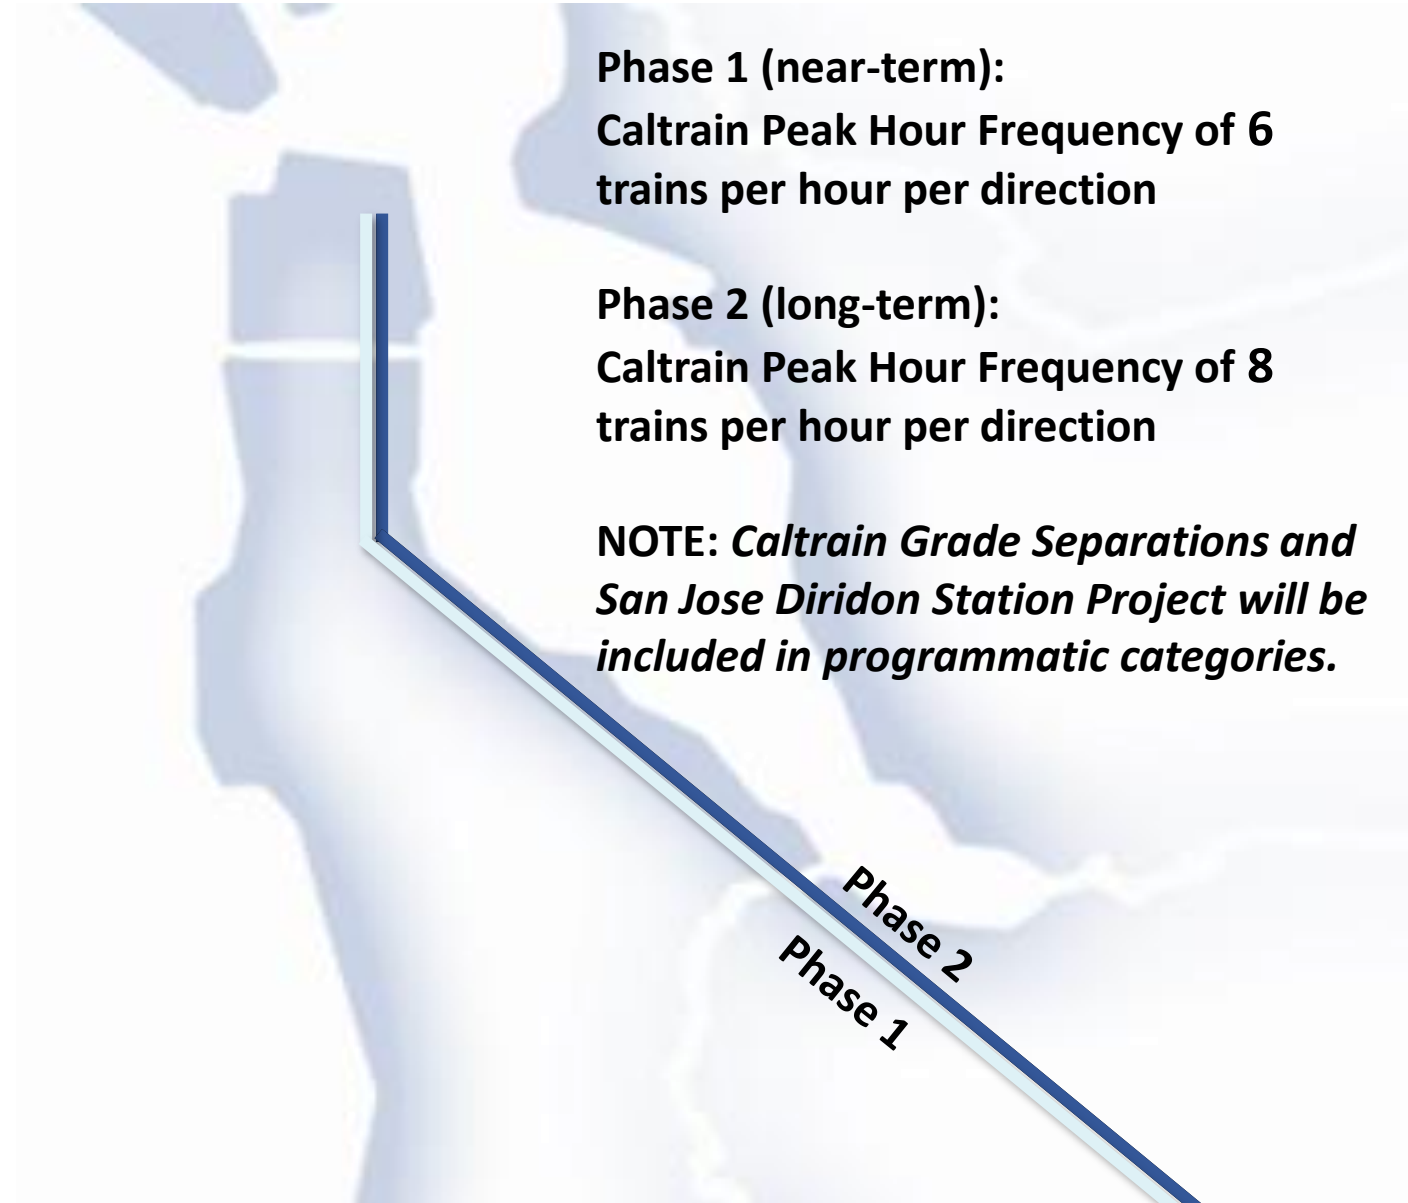 Phase 1 (near-term):
Caltrain Peak Hour Frequency of 6
trains per hour per direction
Phase 2 (long-term):
Caltrain Peak Hour Frequency of 8
trains per hour per direction
NOTE: Caltrain Grade Separations and
San Jose Diridon Station Project will be
included in programmatic categories.
Phase 2
Phase 1